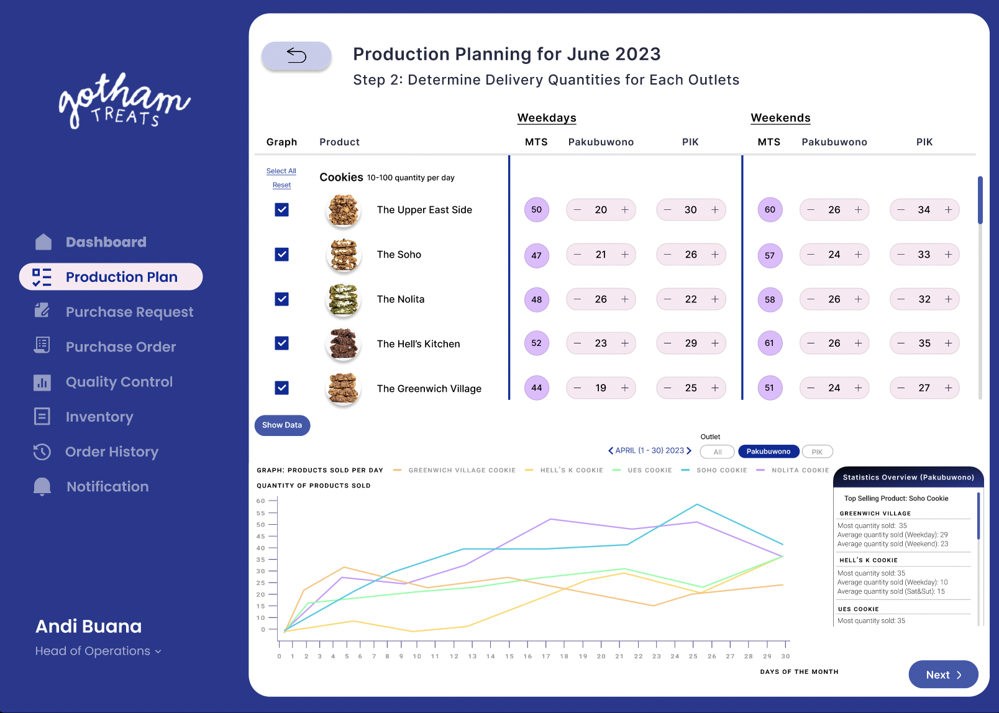 gotham
TREATS
Dashboard
Production Plan
Purchase Request
Purchase Order
Quality Control
Inventory
Order History
Notification
Andi Buana
Head of Operations
Production Planning for June 2023
Step 2: Determine Delivery Quantities for Each Outlets
Weekdays Weekends
Graph Product MTS Pakubuwono PIK MTS Pakubuwono PIK
Select All
Reset
Cookies 10-100 quantity per day
The Upper East Side 50 − 20 + − 30 + 60 − 26 + − 34 +
The Soho 47 − 21 + − 26 + 57 − 24 + − 33 +
The Nolita 48 − 26 + − 22 + 58 − 26 + − 32 +
The Hell's Kitchen 52 − 23 + − 29 + 61 − 26 + − 35 +
The Greenwich Village 44 − 19 + − 25 + 51 − 24 + − 27 +
Show Data
Outlet
APRIL (1 - 30) 2023 All Pakubuwono PIK
GRAPH: PRODUCTS SOLD PER DAY GREENWICH VILLAGE COOKIE HELL'S K COOKIE UES COOKIE SOHO COOKIE NOLITA COOKIE
QUANTITY OF PRODUCTS SOLD
60
55
50
45
40
35
30
25
20
15
10
0
0 1 2 3 4 5 6 7 8 9 10 11 12 13 14 15 16 17 18 19 20 21 22 23 24 25 26 27 28 29 30
DAYS OF THE MONTH
Statistics Overview (Pakubuwono)
Top Selling Product: Soho Cookie
GREENWICH VILLAGE
Most quantity sold: 35
Average quantity sold (Weekday): 29
Average quantity sold (Weekend): 23
HELL'S K COOKIE
Most quantity sold: 35
Average quantity sold (Weekday): 10
Average quantity sold (Sat&Sut): 15
UES COOKIE
Most quantity sold: 35
Next